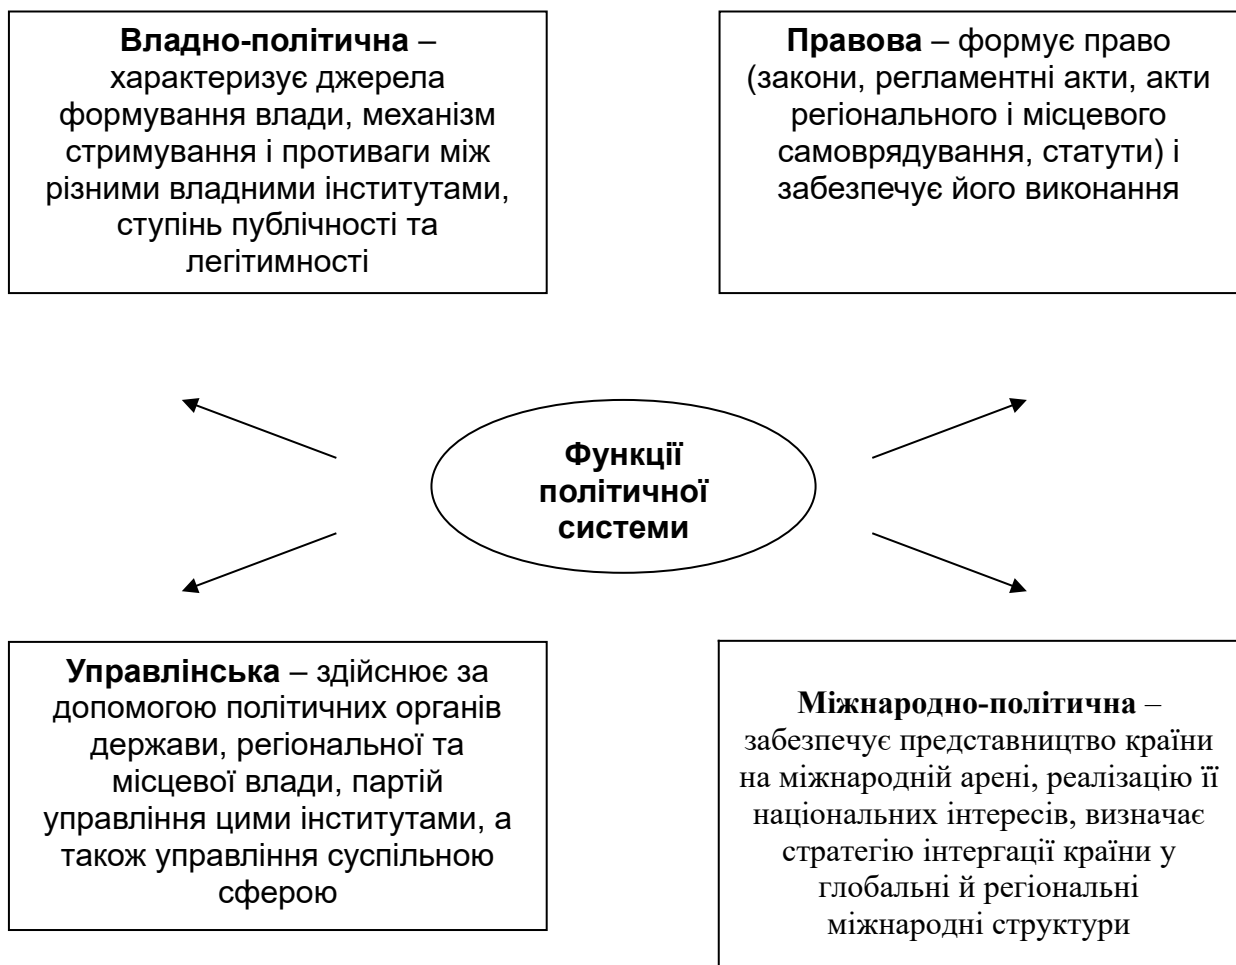 Владно-політична –
характеризує джерела
формування влади, механізм
стримування і противаги між
різними владними інститутами,
ступінь публічності та
легітимності
Правова – формує право
(закони, регламентні акти, акти
регіонального і місцевого
самоврядування, статути) і
забезпечує його виконання
Функції
політичної
системи
Управлінська – здійснює за
допомогою політичних органів
держави, регіональної та
місцевої влади, партій
управління цими інститутами, а
також управління суспільною
сферою
Міжнародно-політична –
забезпечує представництво країни
на міжнародній арені, реалізацію її
національних інтересів, визначає
стратегію інтергації країни у
глобальні й регіональні
міжнародні структури